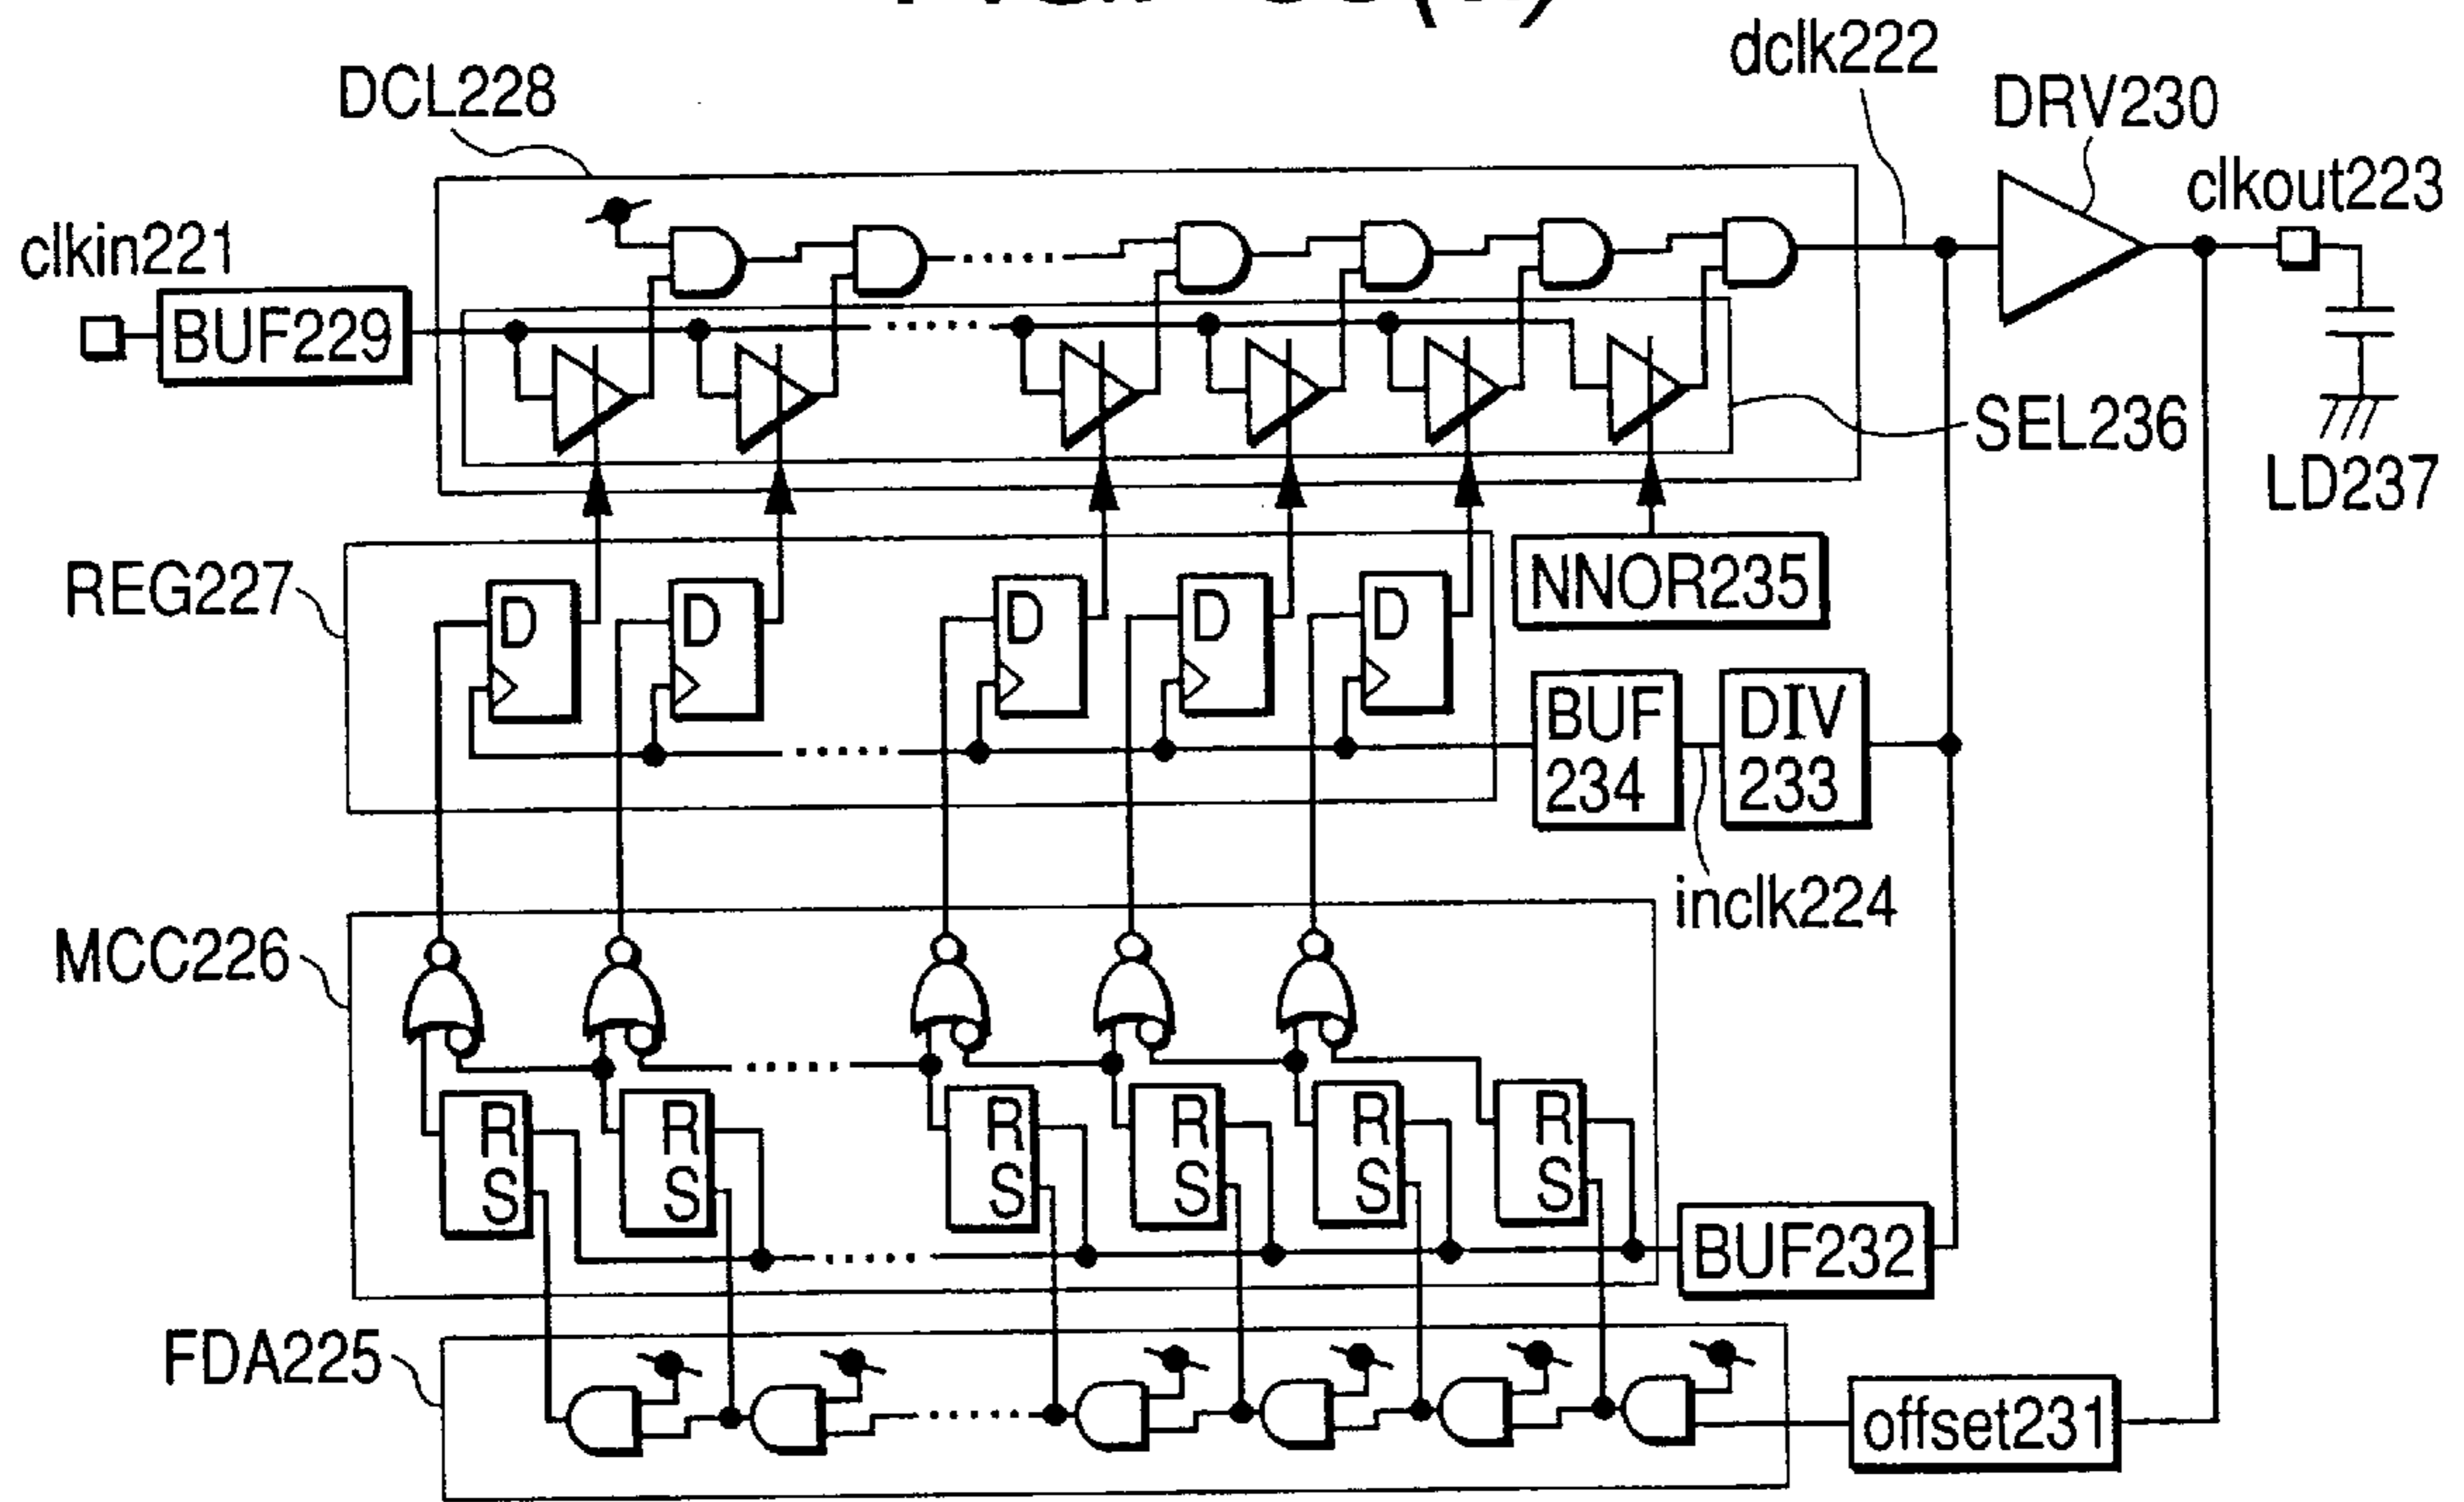 dclk222
DCL228
DRV230
clkout223
clkin221
BUF229
SEL236
LD237
REG227
D
D
D
D
D
NNOR235
BUF
234
DIV
233
inclk224
MCC226
R
S
R
S
R
S
R
S
R
S
R
S
BUF232
FDA225
offset231